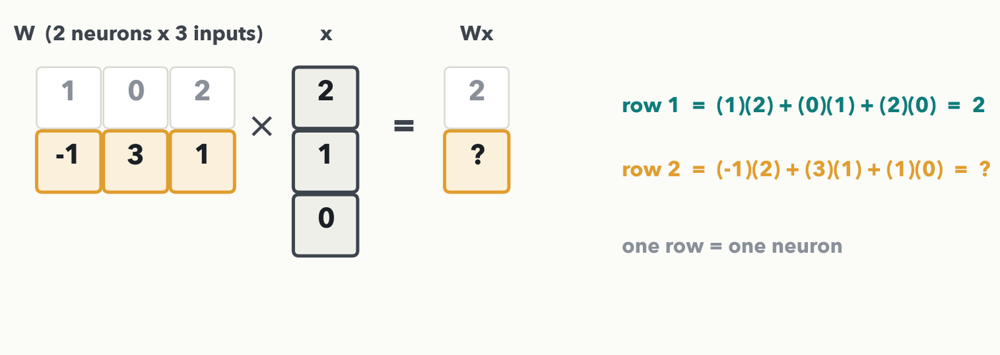 W (2 neurons x 3 inputs) x Wx
1 0 2 2 2
row 1 = (1)(2) + (0)(1) + (2)(0) = 2
× =
-1 3 1 1 ?
row 2 = (-1)(2) + (3)(1) + (1)(0) = ?
0
one row = one neuron